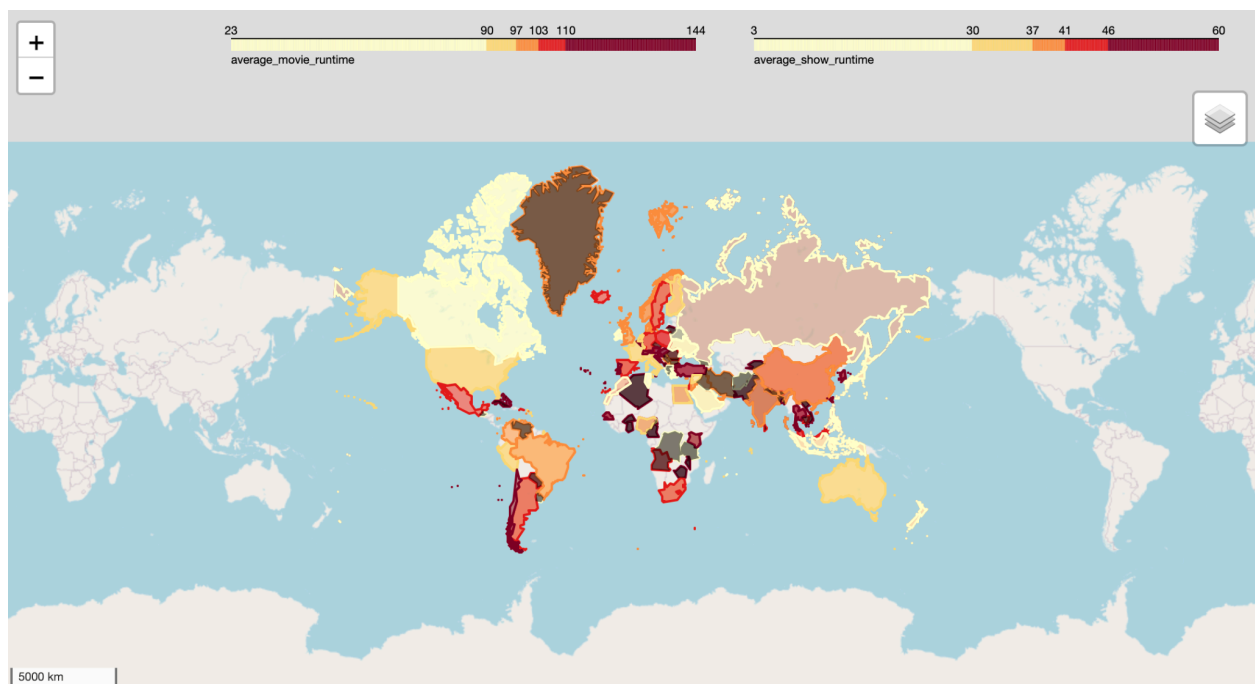 +
−
23 90 97 103 110 144
average_movie_runtime
3 30 37 41 46 60
average_show_runtime
5000 km